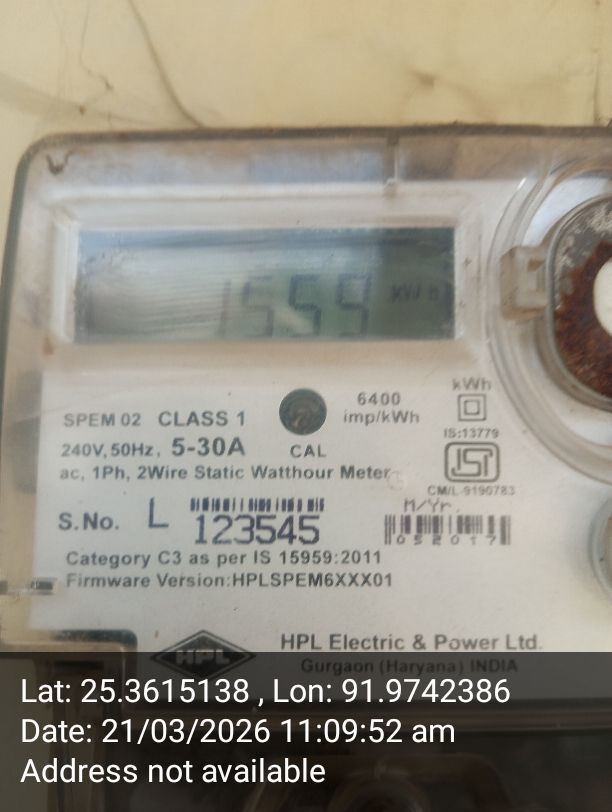 1559 kWh
kWh
6400
imp/kWh
SPEM 02 CLASS 1
CAL
IS:13779
240V,50Hz, 5-30A
ac, 1Ph, 2Wire Static Watthour Meter
CM/L-9190783
M/Yr.
S.No. L 123545
052017
Category C3 as per IS 15959:2011
Firmware Version:HPLSPEM6XXX01
HPL
HPL Electric & Power Ltd.
Gurgaon (Haryana) INDIA
Lat: 25.3615138 , Lon: 91.9742386
Date: 21/03/2026 11:09:52 am
Address not available